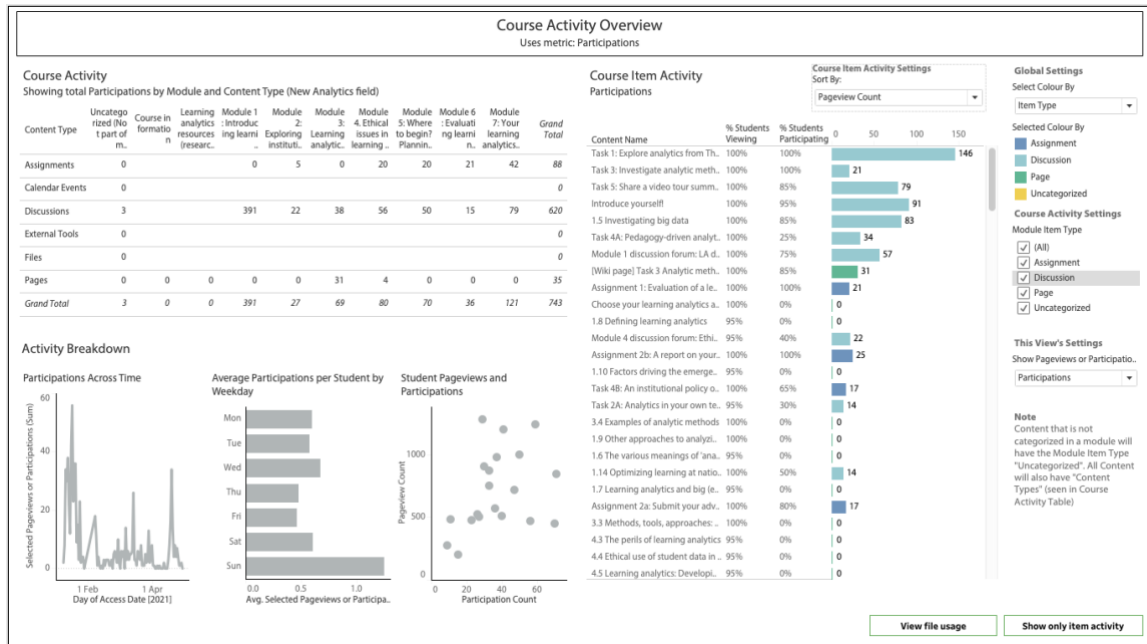 Course Activity Overview
Uses metric: Participations
Course Activity
Showing total Participations by Module and Content Type (New Analytics field)
Content Type
Uncatego rized (No t part of m..
Course in formatio n
Learning analytics resources (researc..
Module 1 : Introduc ing learni
Module 2: Exploring instituti..
Module 3: Learning analytic..
Module 4. Ethical issues in learning ..
Module 5: Where to begin? Plannin..
Module 6 : Evaluati ng learni n..
Module 7: Your learning analytics..
Grand Total
Assignments 0 0 5 0 20 20 21 42 88
Calendar Events 0 0
Discussions 3 391 22 38 56 50 15 79 620
External Tools 0 0
Files 0 0
Pages 0 0 0 0 0 31 4 0 0 0 35
Grand Total 3 0 0 391 27 69 80 70 36 121 743
Activity Breakdown
Participations Across Time
Selected Pageviews or Participations (Sum)
60
40
20
0
1 Feb 1 Apr
Day of Access Date [2021]
Average Participations per Student by
Weekday
Mon
Tue
Wed
Thu
Fri
Sat
Sun
0.0 0.5 1.0
Avg. Selected Pageviews or Participa..
Student Pageviews and
Participations
Pageview Count
1000
500
0
0 20 40 60
Participation Count
Course Item Activity
Participations
Course Item Activity Settings
Sort By:
Pageview Count
Content Name % Students Viewing % Students Participating 0 50 100 150
Task 1: Explore analytics from Th.. 100% 100% 146
Task 3: Investigate analytic meth.. 100% 100% 21
Task 5: Share a video tour summ.. 100% 85% 79
Introduce yourself! 100% 95% 91
1.5 Investigating big data 100% 85% 83
Task 4A: Pedagogy-driven analyt.. 100% 25% 34
Module 1 discussion forum: LA d.. 100% 75% 57
[Wiki page] Task 3 Analytic meth.. 100% 85% 31
Assignment 1: Evaluation of a le.. 100% 100% 21
Choose your learning analytics a.. 100% 0% 0
1.8 Defining learning analytics 95% 0% 0
Module 4 discussion forum: Ethi.. 95% 40% 22
Assignment 2b: A report on your.. 100% 100% 25
1.10 Factors driving the emerge.. 95% 0% 0
Task 4B: An institutional policy o.. 100% 65% 17
Task 2A: Analytics in your own te.. 95% 30% 14
3.4 Examples of analytic methods 100% 0% 0
1.9 Other approaches to analyzi.. 100% 0% 0
1.6 The various meanings of 'ana.. 95% 0% 0
1.14 Optimizing learning at natio.. 100% 50% 14
1.7 Learning analytics and big (e.. 95% 0% 0
Assignment 2a: Submit your adv.. 100% 80% 17
3.3 Methods, tools, approaches: .. 100% 0% 0
4.3 The perils of learning analytics 95% 0% 0
4.4 Ethical use of student data in .. 95% 0% 0
4.5 Learning analytics: Developi.. 95% 0% 0
Global Settings
Select Colour By
Item Type
Selected Colour By
Assignment
Discussion
Page
Uncategorized
Course Activity Settings
Module Item Type
(All)
Assignment
Discussion
Page
Uncategorized
This View's Settings
Show Pageviews or Participatio..
Participations
Note
Content that is not
categorized in a module will
have the Module Item Type
"Uncategorized". All Content
will also have "Content
Types" (seen in Course
Activity Table)
View file usage
Show only item activity